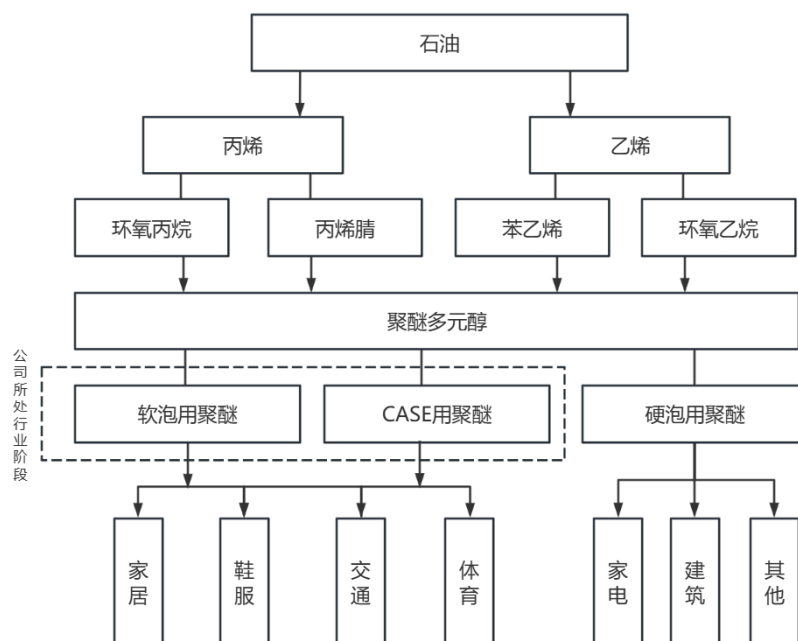 石油
丙烯
乙烯
环氧丙烷
丙烯腈
苯乙烯
环氧乙烷
聚醚多元醇
公司所处行业阶段
软泡用聚醚
CASE用聚醚
硬泡用聚醚
家居
鞋服
交通
体育
家电
建筑
其他